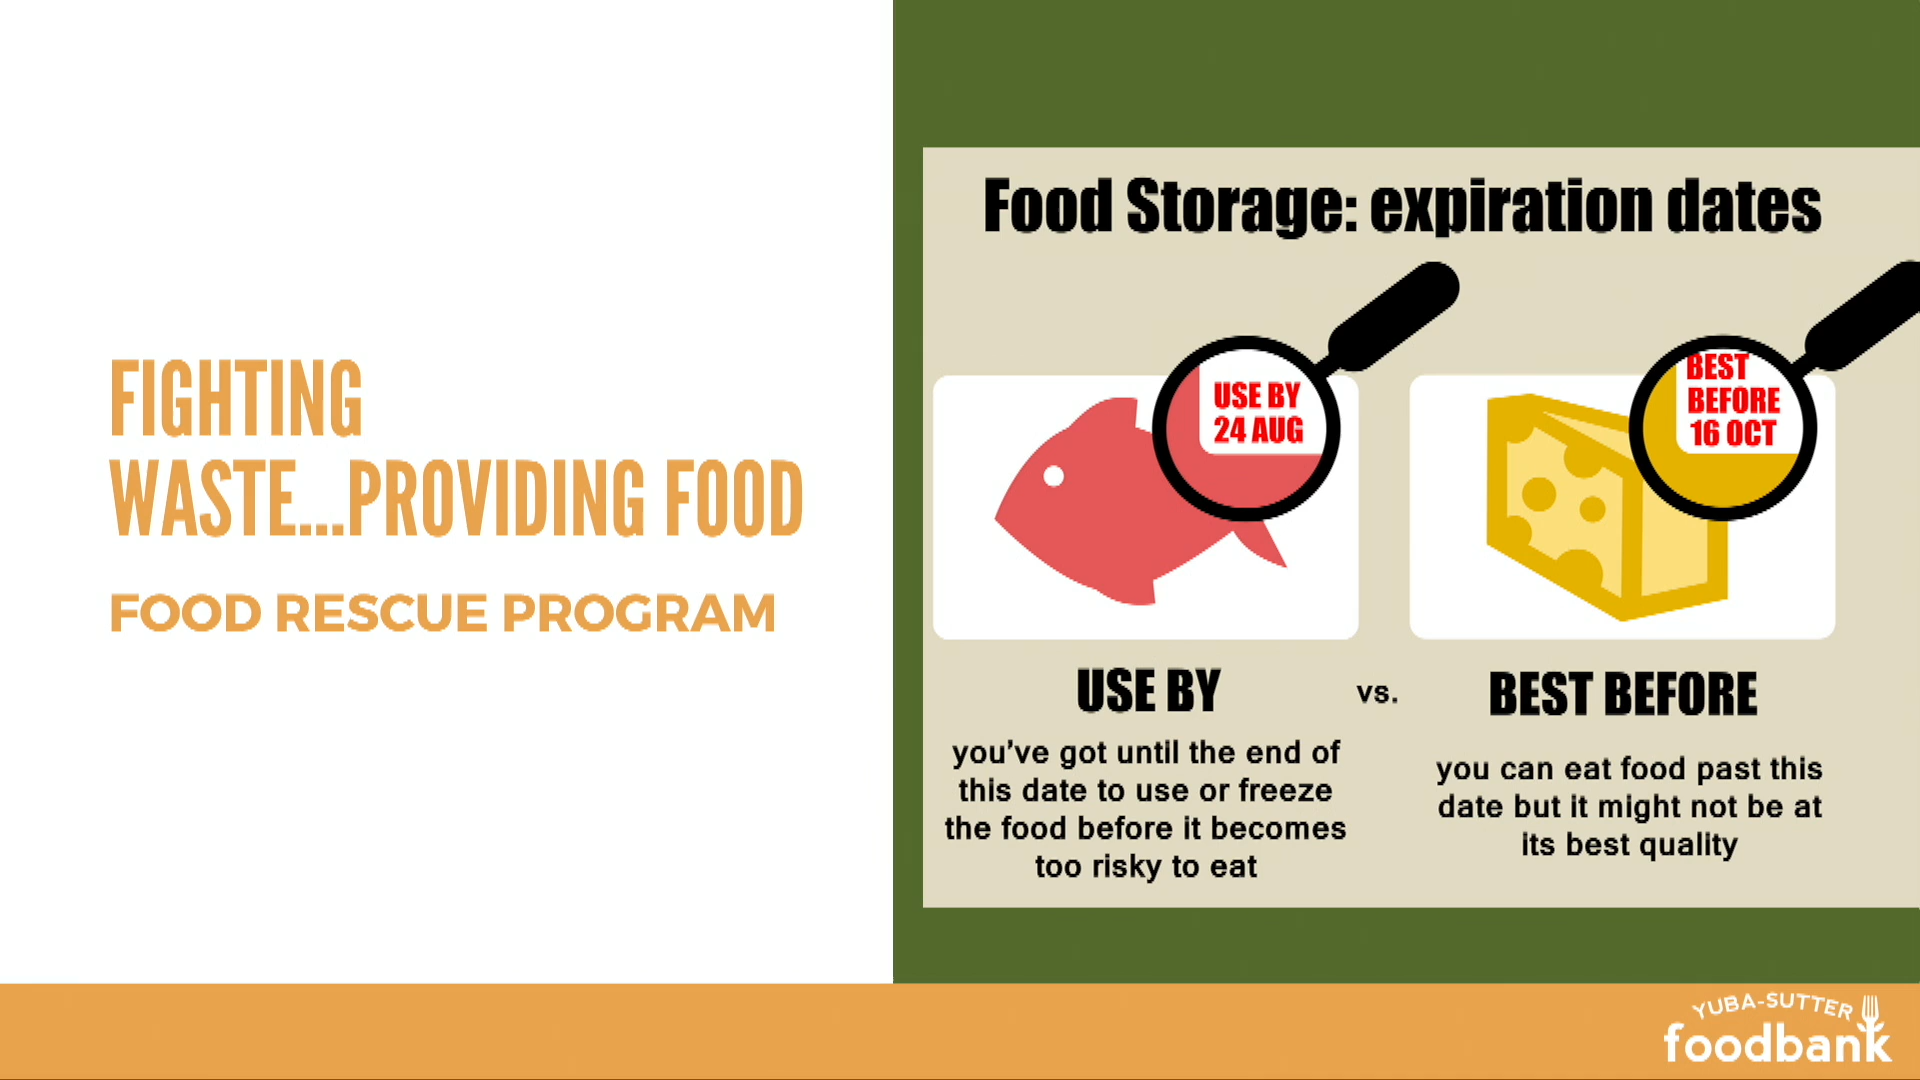 FIGHTING
WASTE...PROVIDING FOOD
FOOD RESCUE PROGRAM
Food Storage: expiration dates
USE BY
24 AUG
BEST
BEFORE
16 OCT
USE BY
vs.
BEST BEFORE
you've got until the end of
this date to use or freeze
the food before it becomes
too risky to eat
you can eat food past this
date but it might not be at
its best quality
YUBA-SUTTER
foodbank